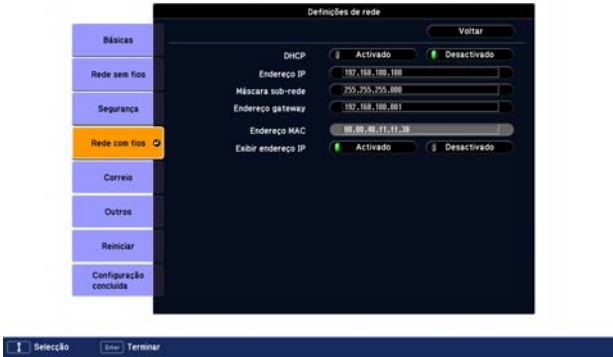 Definições de rede
Voltar
Básicas
Rede sem fios
Segurança
Rede com fios
Correio
Outros
Reiniciar
Configuração
concluída
DHCP Activado Desactivado
Endereço IP 192.168.100.100
Máscara sub-rede 255.255.255.000
Endereço gateway 192.168.100.001
Endereço MAC
Exibir endereço IP Activado Desactivado
Selecção Enter Terminar